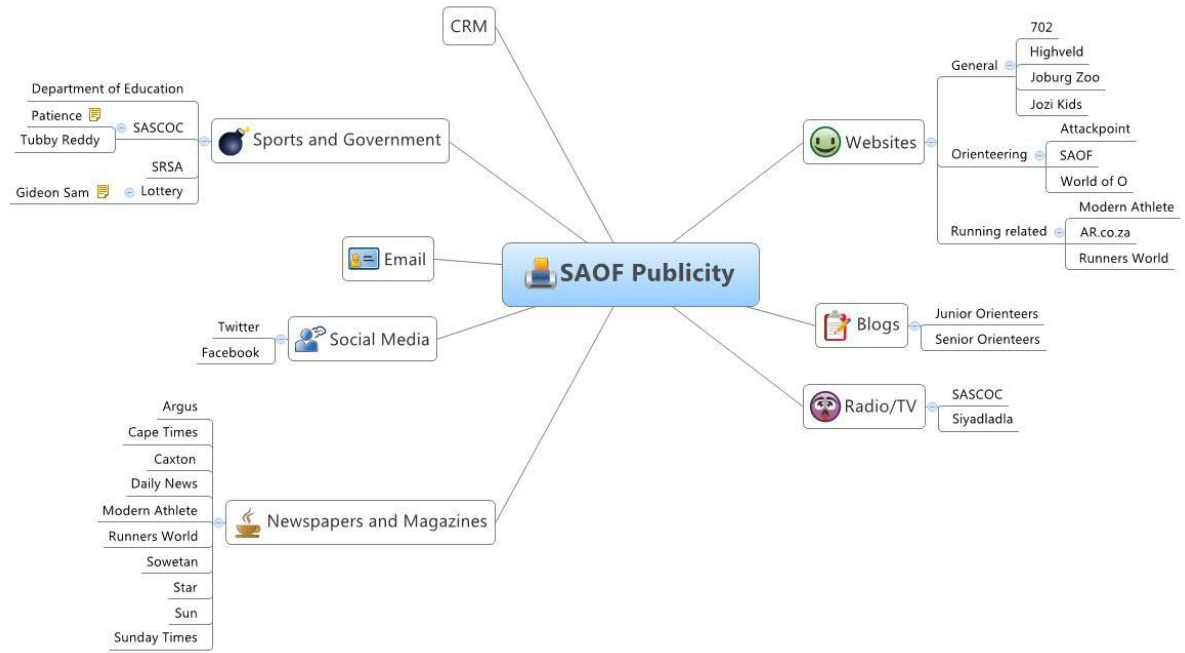 SAOF Publicity
CRM
Sports and Government
Department of Education
SASCOC
Patience
Tubby Reddy
SRSA
Lottery
Gideon Sam
Email
Social Media
Twitter
Facebook
Newspapers and Magazines
Argus
Cape Times
Caxton
Daily News
Modern Athlete
Runners World
Sowetan
Star
Sun
Sunday Times
Websites
General
702
Highveld
Joburg Zoo
Jozi Kids
Orienteering
Attackpoint
SAOF
World of O
Running related
Modern Athlete
AR.co.za
Runners World
Blogs
Junior Orienteers
Senior Orienteers
Radio/TV
SASCOC
Siyadladla